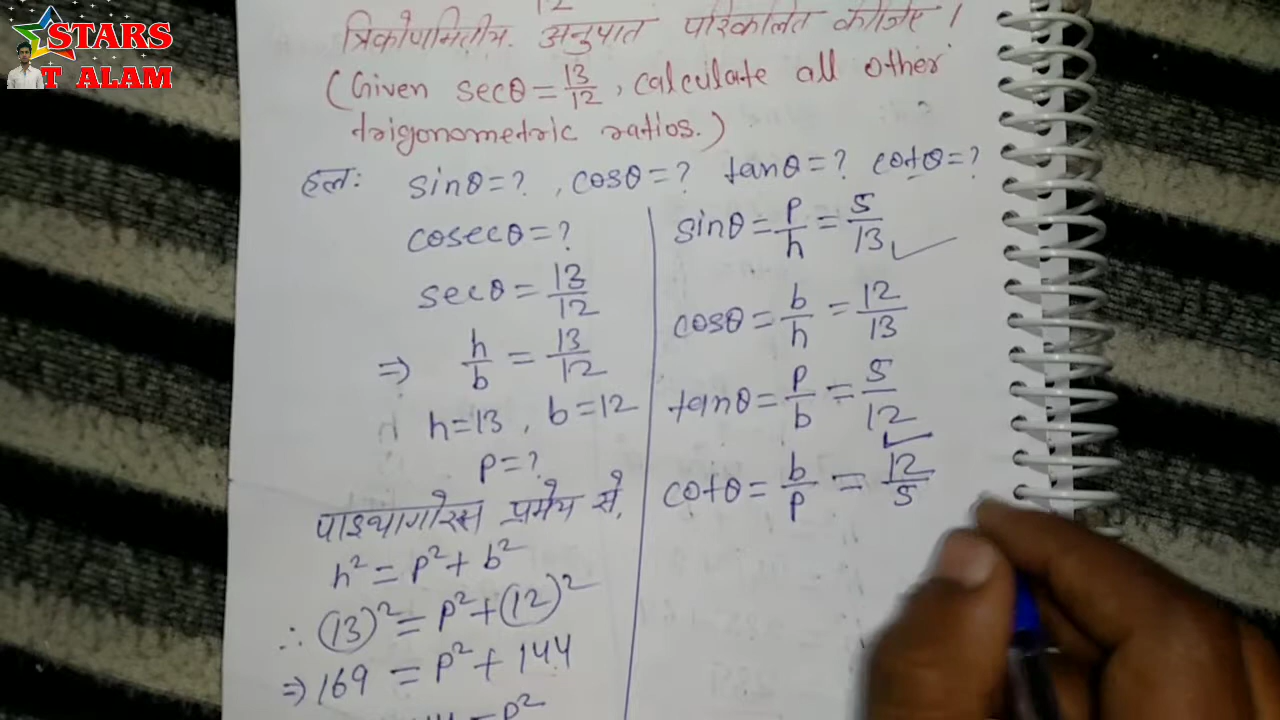 STARS
T ALAM
12
त्रिकोणमितीय. अनुपात परिकलित कीजिए।
(Given secθ = 13/12, calculate all other
trigonometric ratios.)
हल: sinθ = ?, cosθ = ? tanθ = ? cotθ = ?
cosecθ = ?
secθ = 13/12
⇒ h/b = 13/12
h = 13, b = 12
p = ?
पाइथागोरस प्रमेय से,
h² = p² + b²
∴ (13)² = p² + (12)²
⇒ 169 = p² + 144
= p²
sinθ = p/h = 5/13
cosθ = b/h = 12/13
tanθ = p/b = 5/12
cotθ = b/p = 12/5